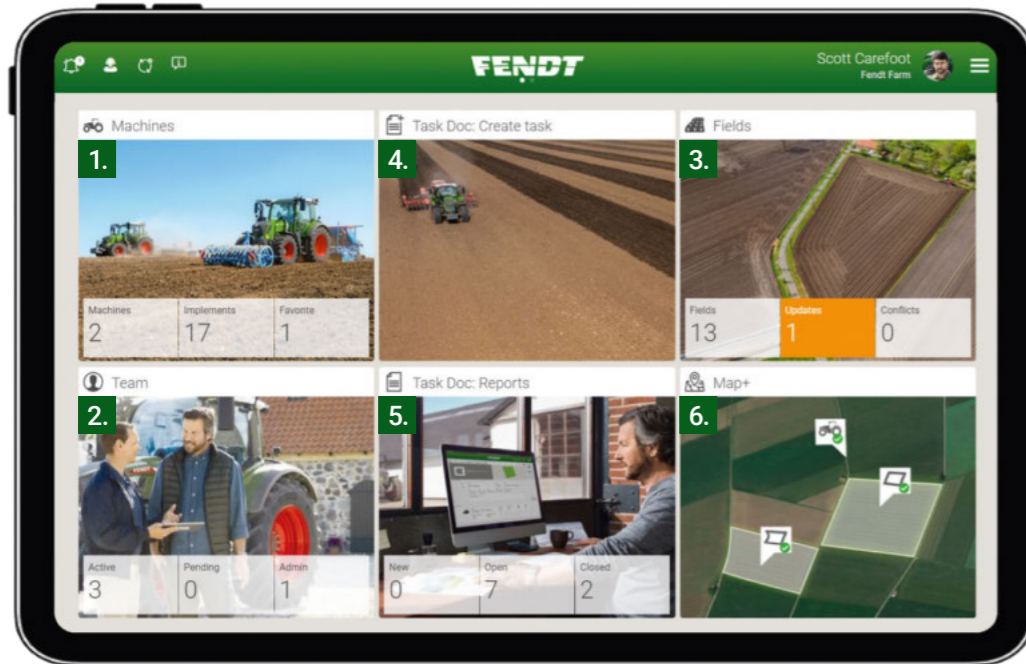 FENDT
Scott Carefoot
Fendt Farm
Machines
1.
Machines
2
Implements
17
Favorite
1
Task Doc: Create task
4.
Fields
3.
Fields
13
Updates
1
Conflicts
0
Team
2.
Active
3
Pending
0
Admin
1
Task Doc: Reports
5.
New
0
Open
7
Closed
2
Map+
6.